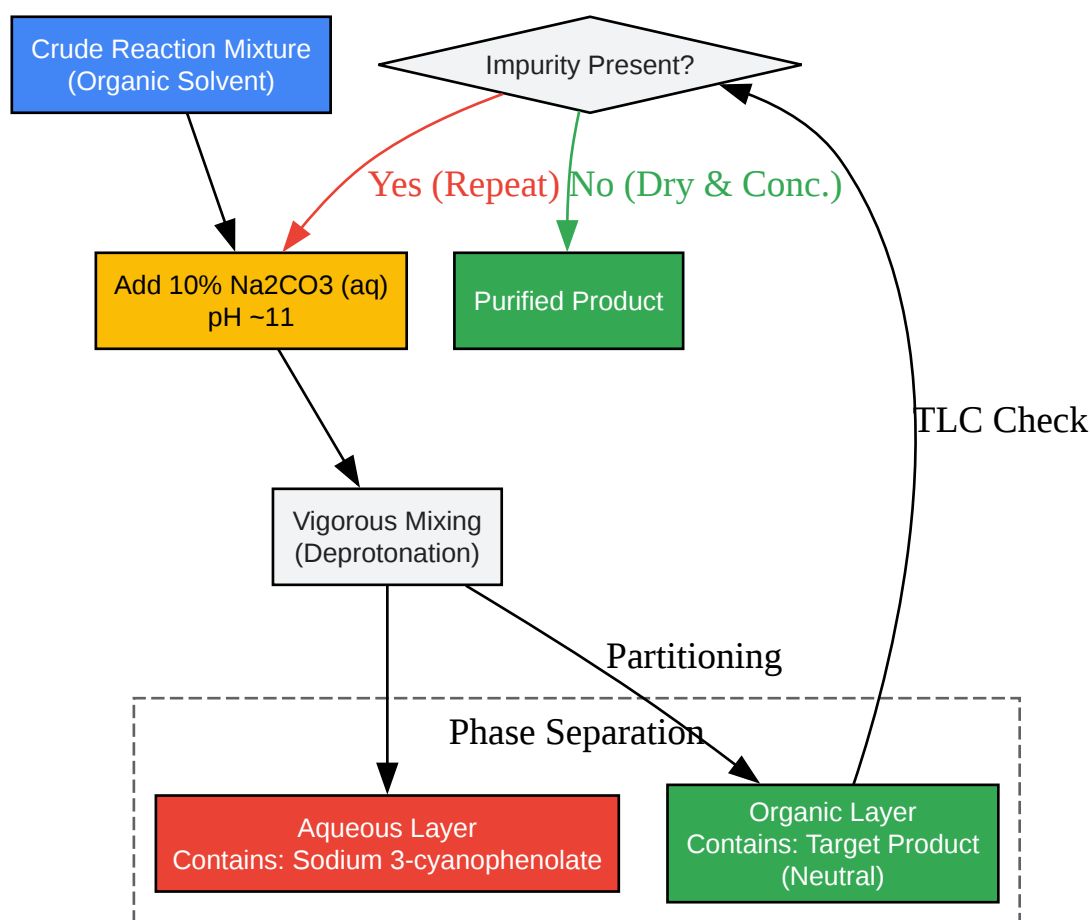 Crude Reaction Mixture
(Organic Solvent)
Impurity Present?
Yes (Repeat)
No (Dry & Conc.)
Add 10% Na2CO3 (aq)
pH ~11
Purified Product
TLC Check
Vigorous Mixing
(Deprotonation)
Partitioning
Phase Separation
Aqueous Layer
Contains: Sodium 3-cyanophenolate
Organic Layer
Contains: Target Product
(Neutral)